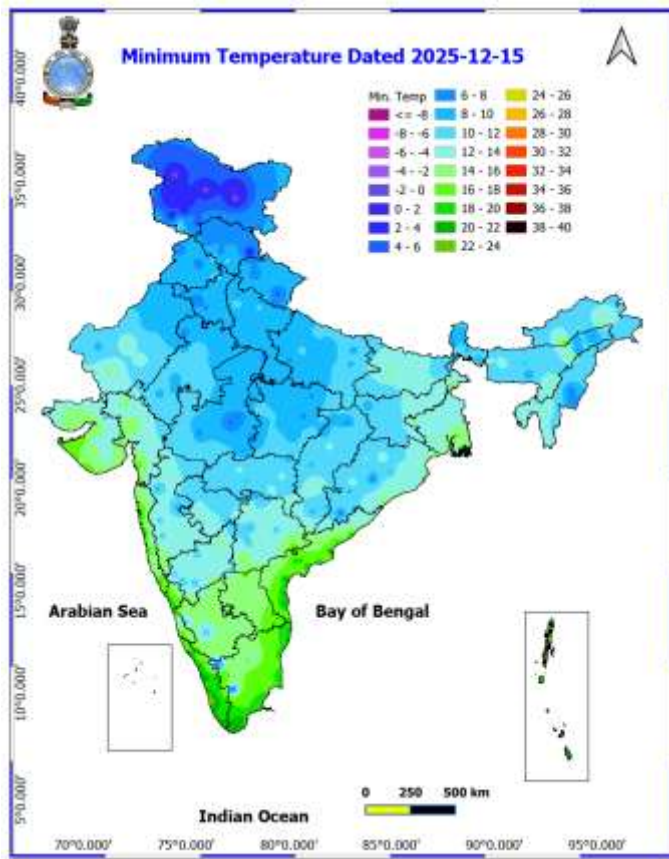 Minimum Temperature Dated 2025-12-15
Min. Temp
<= -8
-8 - -6
-6 - -4
-4 - -2
-2 - 0
0 - 2
2 - 4
4 - 6
6 - 8
8 - 10
10 - 12
12 - 14
14 - 16
16 - 18
18 - 20
20 - 22
22 - 24
24 - 26
26 - 28
28 - 30
30 - 32
32 - 34
34 - 36
36 - 38
38 - 40
40°0.000'
35°0.000'
30°0.000'
25°0.000'
20°0.000'
15°0.000'
10°0.000'
5°0.000'
Arabian Sea
Bay of Bengal
0 250 500 km
Indian Ocean
70°0.000' 75°0.000' 80°0.000' 85°0.000' 90°0.000' 95°0.000'